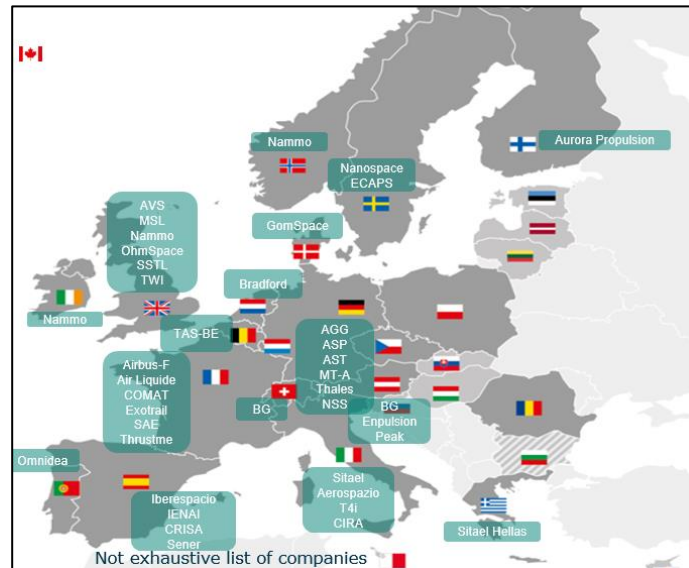 Nammo
Aurora Propulsion
Nanospace
ECAPS
AVS
MSL
Nammo
OhmSpace
SSTL
TWI
GomSpace
Bradford
Nammo
TAS-BE
AGG
ASP
AST
MT-A
Thales
NSS
Airbus-F
Air Liquide
COMAT
Exotrail
SAE
Thrustme
BG
BG
Enpulsion
Peak
Omnidea
Sitael
Aerospazio
T4i
CIRA
Iberespacio
IENAI
CRISA
Sener
Sitael Hellas
Not exhaustive list of companies